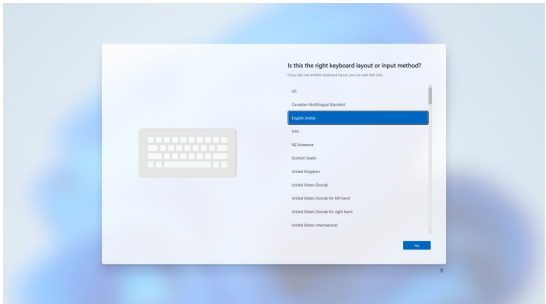 Is this the right keyboard layout or input method?
If you also use another keyboard layout, you can add that next.
US
Canadian Multilingual Standard
English (India)
Irish
NZ Aotearoa
Scottish Gaelic
United Kingdom
United States-Dvorak
United States-Dvorak for left hand
United States-Dvorak for right hand
United States-International
Yes